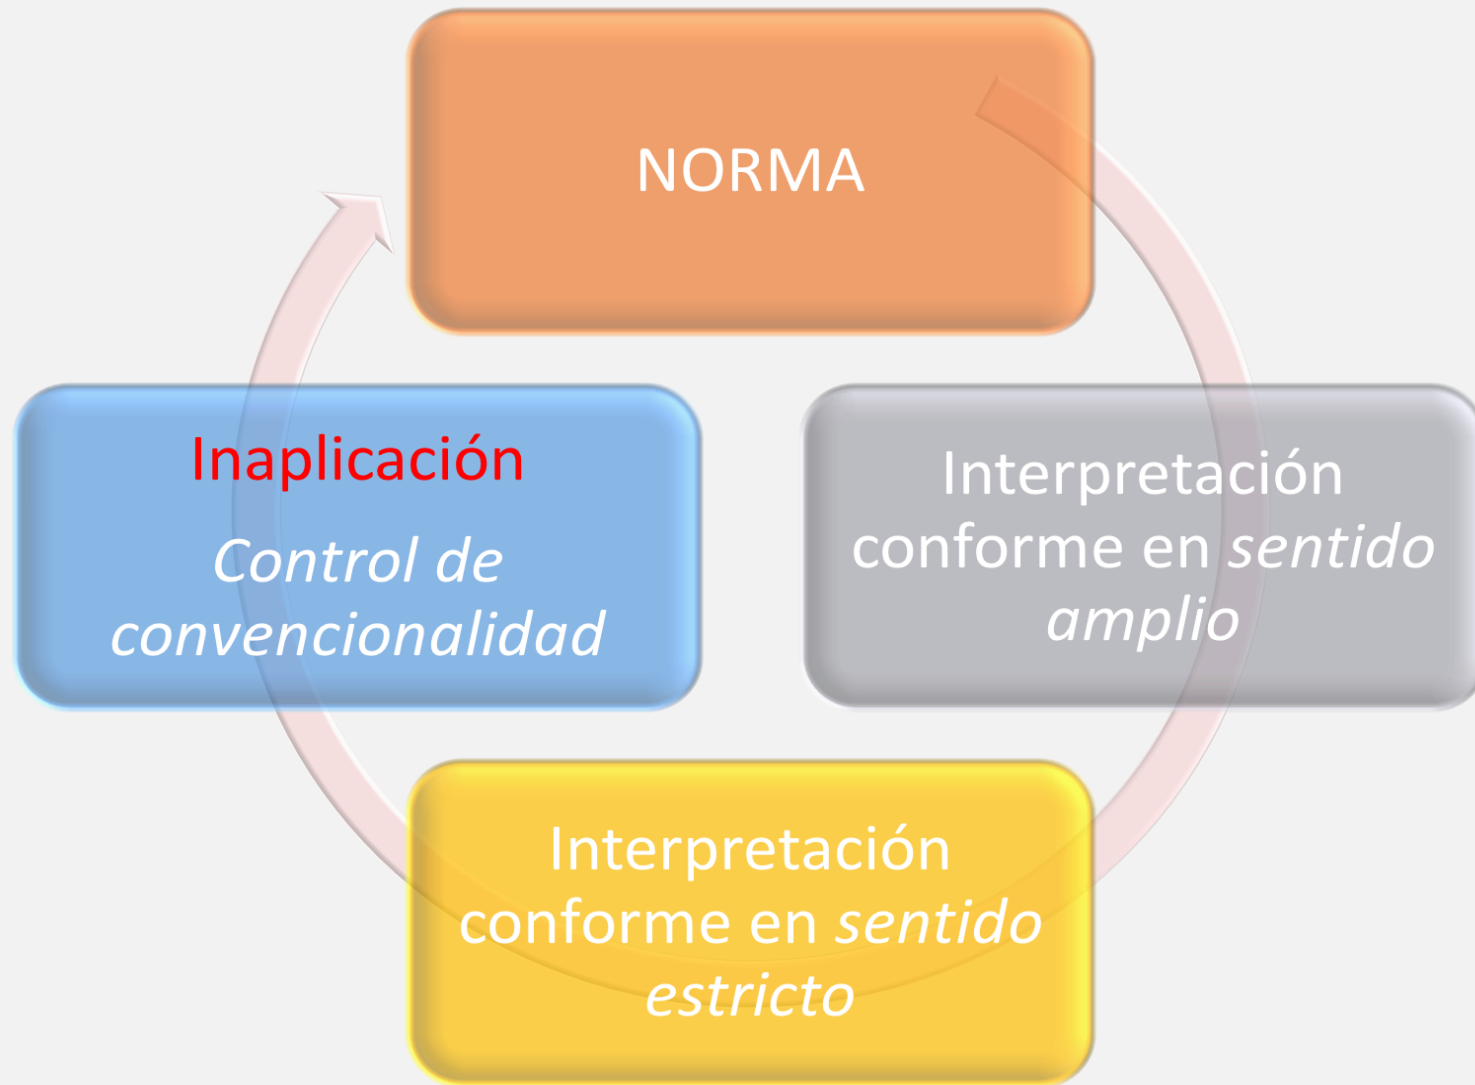 NORMA
Interpretación
conforme en sentido
amplio
Interpretación
conforme en sentido
estricto
Inaplicación
Control de
convencionalidad